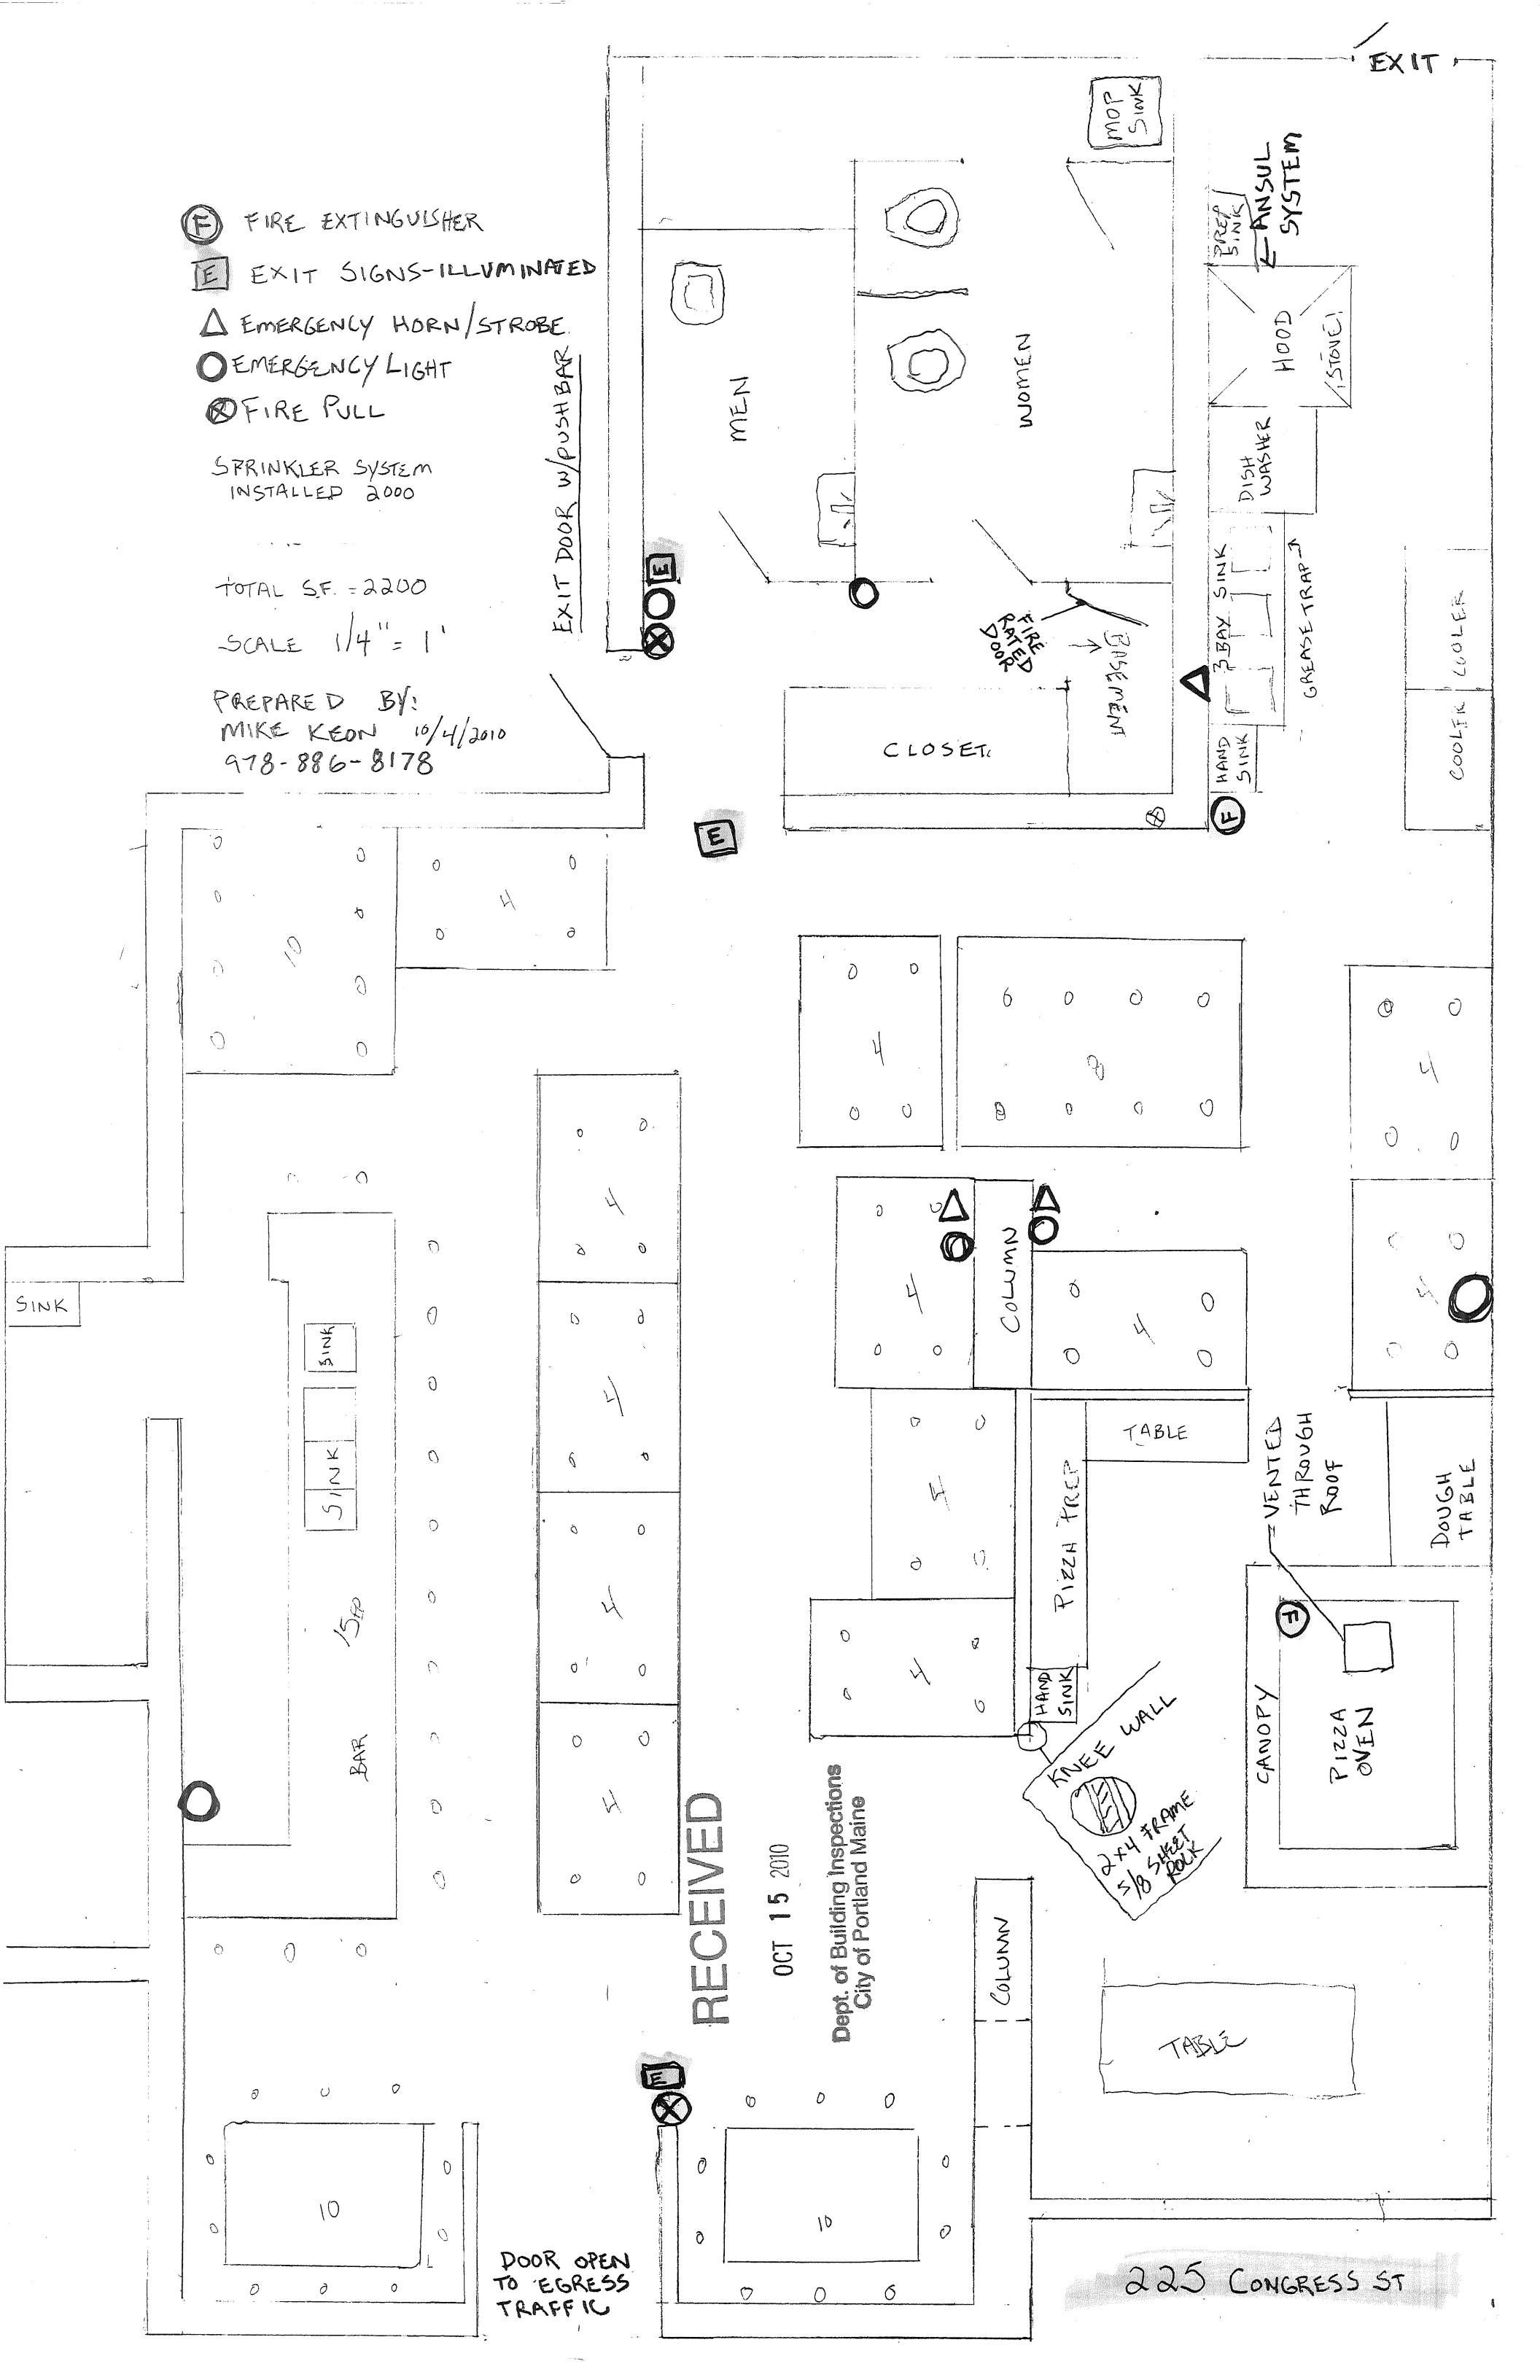 EXIT
MOP
SINK
F FIRE EXTINGUISHER
E EXIT SIGNS-ILLUMINATED
EMERGENCY HORN/STROBE
EMERGENCY LIGHT
FIRE PULL
SPRINKLER SYSTEM
INSTALLED 2000
TOTAL S.F. = 2200
SCALE 1/4" = 1'
PREPARED BY:
MIKE KEON 10/4/2010
978-886-8178
EXIT DOOR W/PUSHBAR
MEN
WOMEN
PREP
SINK
ANSUL
SYSTEM
HOOD
(STOVE)
DISH
WASHER
3 BAY SINK
GREASE TRAP
HAND
SINK
F
COOLER
COOLER
E
FIRE
RATED
DOOR
BASEMENT
CLOSET
E
10
4
4
8
4
4
4
COLUMN
4
4
4
4
4
4
4
4
SINK
SINK
SINK
BAR
TABLE
PIZZA PREP
HAND
SINK
VENTED
THROUGH
ROOF
DOUGH
TABLE
F
CANOPY
PIZZA
OVEN
KNEE WALL
2x4 FRAME
5/8 SHEET
ROCK
RECEIVED
OCT 15 2010
Dept. of Building Inspections
City of Portland Maine
COLUMN
TABLE
E
10
10
DOOR OPEN
TO EGRESS
TRAFFIC
225 CONGRESS ST